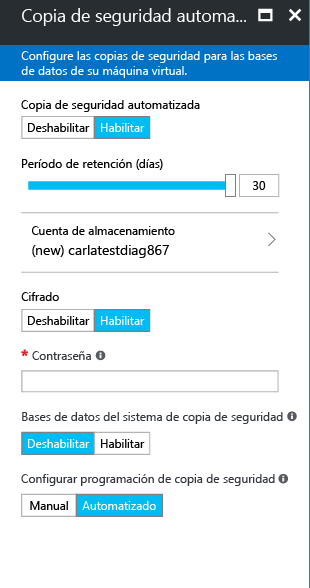 Copia de seguridad automa...
Configure las copias de seguridad para las bases
de datos de su máquina virtual.
Copia de seguridad automatizada
Deshabilitar Habilitar
Período de retención (días)
30
Cuenta de almacenamiento
(new) carlatestdiag867
Cifrado
Deshabilitar Habilitar
* Contraseña
Bases de datos del sistema de copia de seguridad
Deshabilitar Habilitar
Configurar programación de copia de seguridad
Manual Automatizado